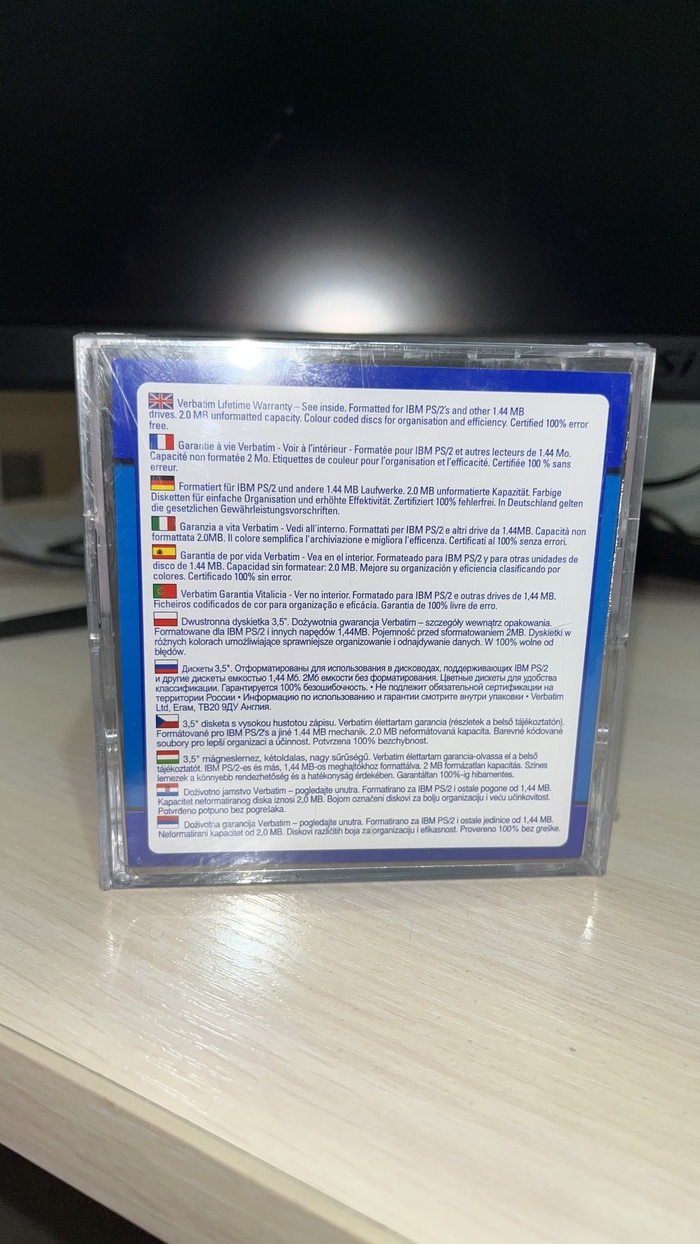 Verbatim Lifetime Warranty – See inside. Formatted for IBM PS/2's and other 1.44 MB
drives. 2.0 MB unformatted capacity. Colour coded discs for organisation and efficiency. Certified 100% error
free.
Garantie à vie Verbatim - Voir à l'intérieur - Formatée pour IBM PS/2 et autres lecteurs de 1.44 Mo.
Capacité non formatée 2 Mo. Etiquettes de couleur pour l'organisation et l'efficacité. Certifiée 100 % sans
erreur.
Formatiert für IBM PS/2 und andere 1.44 MB Laufwerke. 2.0 MB unformatierte Kapazität. Farbige
Disketten für einfache Organisation und erhöhte Effektivität. Zertifiziert 100% fehlerfrei. In Deutschland gelten
die gesetzlichen Gewährleistungsvorschriften.
Garanzia a vita Verbatim - Vedi all'interno. Formattati per IBM PS/2 e altri drive da 1.44MB. Capacità non
formattata 2.0MB. Il colore semplifica l'archiviazione e migliora l'efficenza. Certificati al 100% senza errori.
Garantia de por vida Verbatim - Vea en el interior. Formateado para IBM PS/2 y para otras unidades de
disco de 1.44 MB. Capacidad sin formatear: 2.0 MB. Mejore su organización y eficiencia clasificando por
colores. Certificado 100% sin error.
Verbatim Garantia Vitalicia - Ver no interior. Formatado para IBM PS/2 e outras drives de 1,44 MB.
Ficheiros codificados de cor para organização e eficácia. Garantia de 100% livre de erro.
Dwustronna dyskietka 3,5". Dożywotnia gwarancja Verbatim – szczegóły wewnątrz opakowania.
Formatowane dla IBM PS/2 i innych napędów 1,44MB. Pojemność przed sformatowaniem 2MB. Dyskietki w
różnych kolorach umożliwiające sprawniejsze organizowanie i odnajdywanie danych. W 100% wolne od
błędów.
Дискеты 3,5". Отформатированы для использования в дисководах, поддерживающих IBM PS/2
и другие дискеты емкостью 1,44 Мб. 2Мб емкости без форматирования. Цветные дискеты для удобства
классификации. Гарантируется 100% безошибочность. • Не подлежит обязательной сертификации на
территории России • Информацию по использованию и гарантии смотрите внутри упаковки • Verbatim
Ltd, Егам, ТВ20 9ДУ Англия.
3,5" disketa s vysokou hustotou zápisu. Verbatim élettartam garancia (részletek a belső tájékoztatón).
Formátované pro IBM PS/2's a jiné 1.44 MB mechanik. 2.0 MB neformátovaná kapacita. Barevně kódované
soubory pro lepší organizaci a účinnost. Potvrzena 100% bezchybnost.
3,5" mágneslemez, kétoldalas, nagy sűrűségű. Verbatim élettartam garancia-olvassa el a belső
tájékoztatót. IBM PS/2-es és más, 1,44 MB-os meghajtókhoz formattálva. 2 MB formázatlan kapacitás. Színes
lemezek a könnyebb rendezhetőség és a hatékonyság érdekében. Garantáltan 100%-ig hibamentes.
Doživotno jamstvo Verbatim – pogledajte unutra. Formatirano za IBM PS/2 i ostale pogone od 1,44 MB.
Kapacitet neformatiranog diska iznosi 2,0 MB. Bojom označeni diskovi za bolju organizaciju i veću učinkovitost.
Potvrđeno potpuno bez pogrešaka.
Doživotna garancija Verbatim – pogledajte unutra. Formatirano za IBM PS/2 i ostale jedinice od 1,44 MB.
Neformatirani kapacitet od 2,0 MB. Diskovi različitih boja za organizaciju i efikasnost. Provereno 100% bez greške.